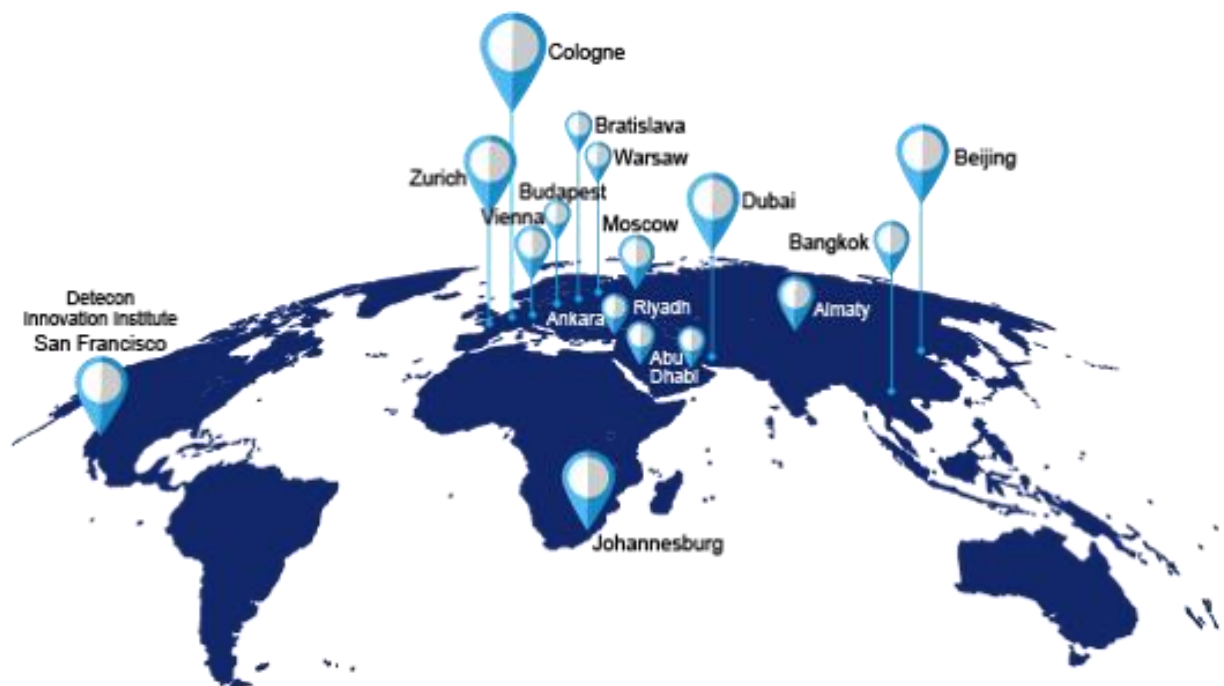 Cologne
Bratislava
Warsaw
Beijing
Zurich
Budapest
Dubai
Vienna
Moscow
Bangkok
Detecon
Innovation Institute
San Francisco
Ankara
Riyadh
Almaty
Abu
Dhabi
Johannesburg